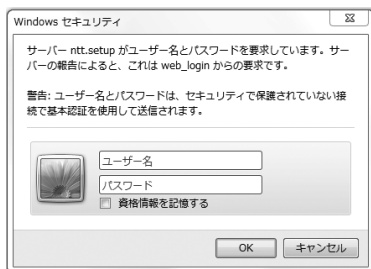 Windows セキュリティ
サーバー ntt.setup がユーザー名とパスワードを要求しています。サー
バーの報告によると、これは web_login からの要求です。
警告: ユーザー名とパスワードは、セキュリティで保護されていない接
続で基本認証を使用して送信されます。
ユーザー名
パスワード
資格情報を記憶する
OK キャンセル